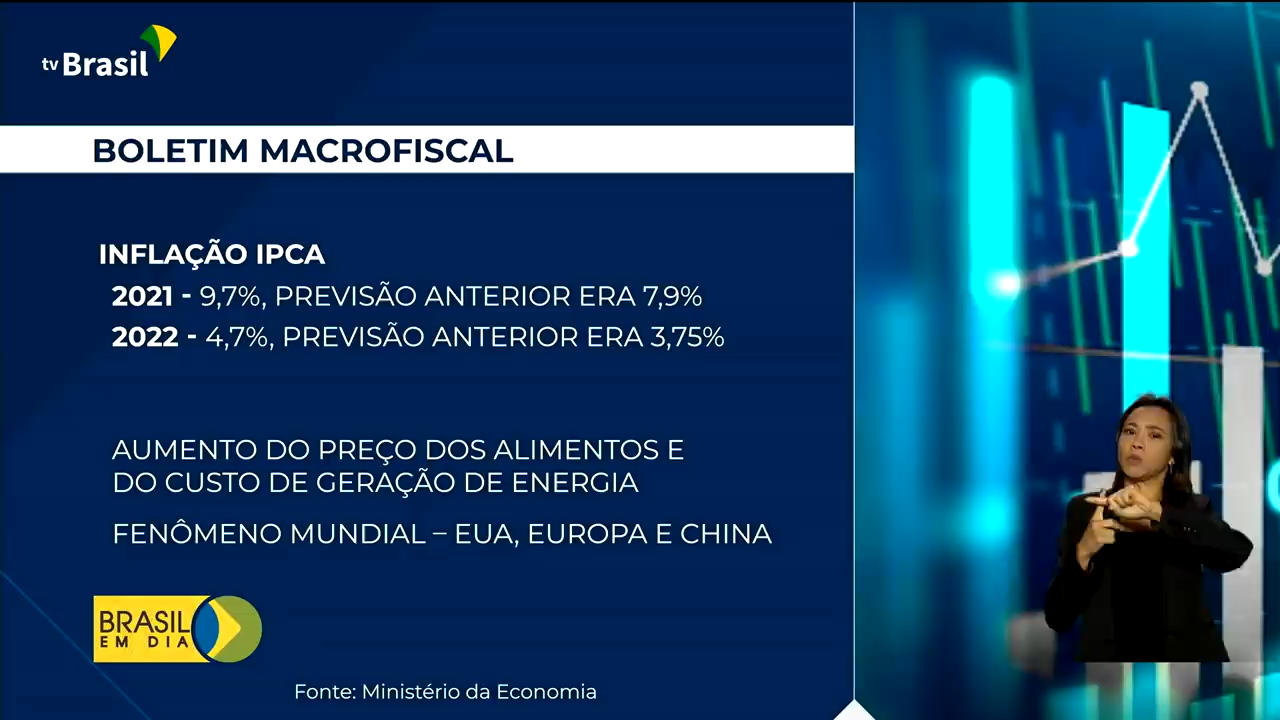 tv Brasil
BOLETIM MACROFISCAL
INFLAÇÃO IPCA
2021 - 9,7%, PREVISÃO ANTERIOR ERA 7,9%
2022 - 4,7%, PREVISÃO ANTERIOR ERA 3,75%
AUMENTO DO PREÇO DOS ALIMENTOS E
DO CUSTO DE GERAÇÃO DE ENERGIA
FENÔMENO MUNDIAL – EUA, EUROPA E CHINA
BRASIL
EM DIA
Fonte: Ministério da Economia